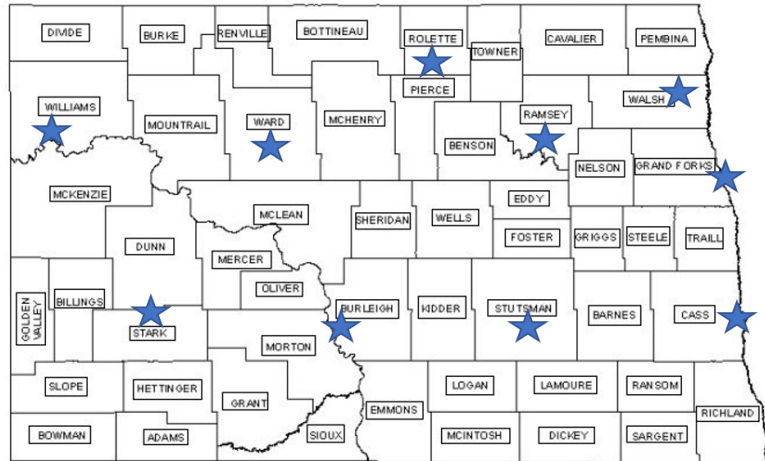 DIVIDE
BURKE
RENVILLE
BOTTINEAU
ROLETTE
TOWNER
CAVALIER
PEMBINA
WILLIAMS
MOUNTRAIL
WARD
MCHENRY
PIERCE
BENSON
RAMSEY
WALSH
NELSON
GRAND FORKS
MCKENZIE
DUNN
MCLEAN
MERCER
OLIVER
SHERIDAN
WELLS
EDDY
FOSTER
GRIGGS
STEELE
TRAILL
GOLDEN
VALLEY
BILLINGS
STARK
MORTON
BURLEIGH
KIDDER
STUTSMAN
BARNES
CASS
SLOPE
HETTINGER
GRANT
EMMONS
LOGAN
LAMOURE
RANSOM
RICHLAND
BOWMAN
ADAMS
SIOUX
MCINTOSH
DICKEY
SARGENT